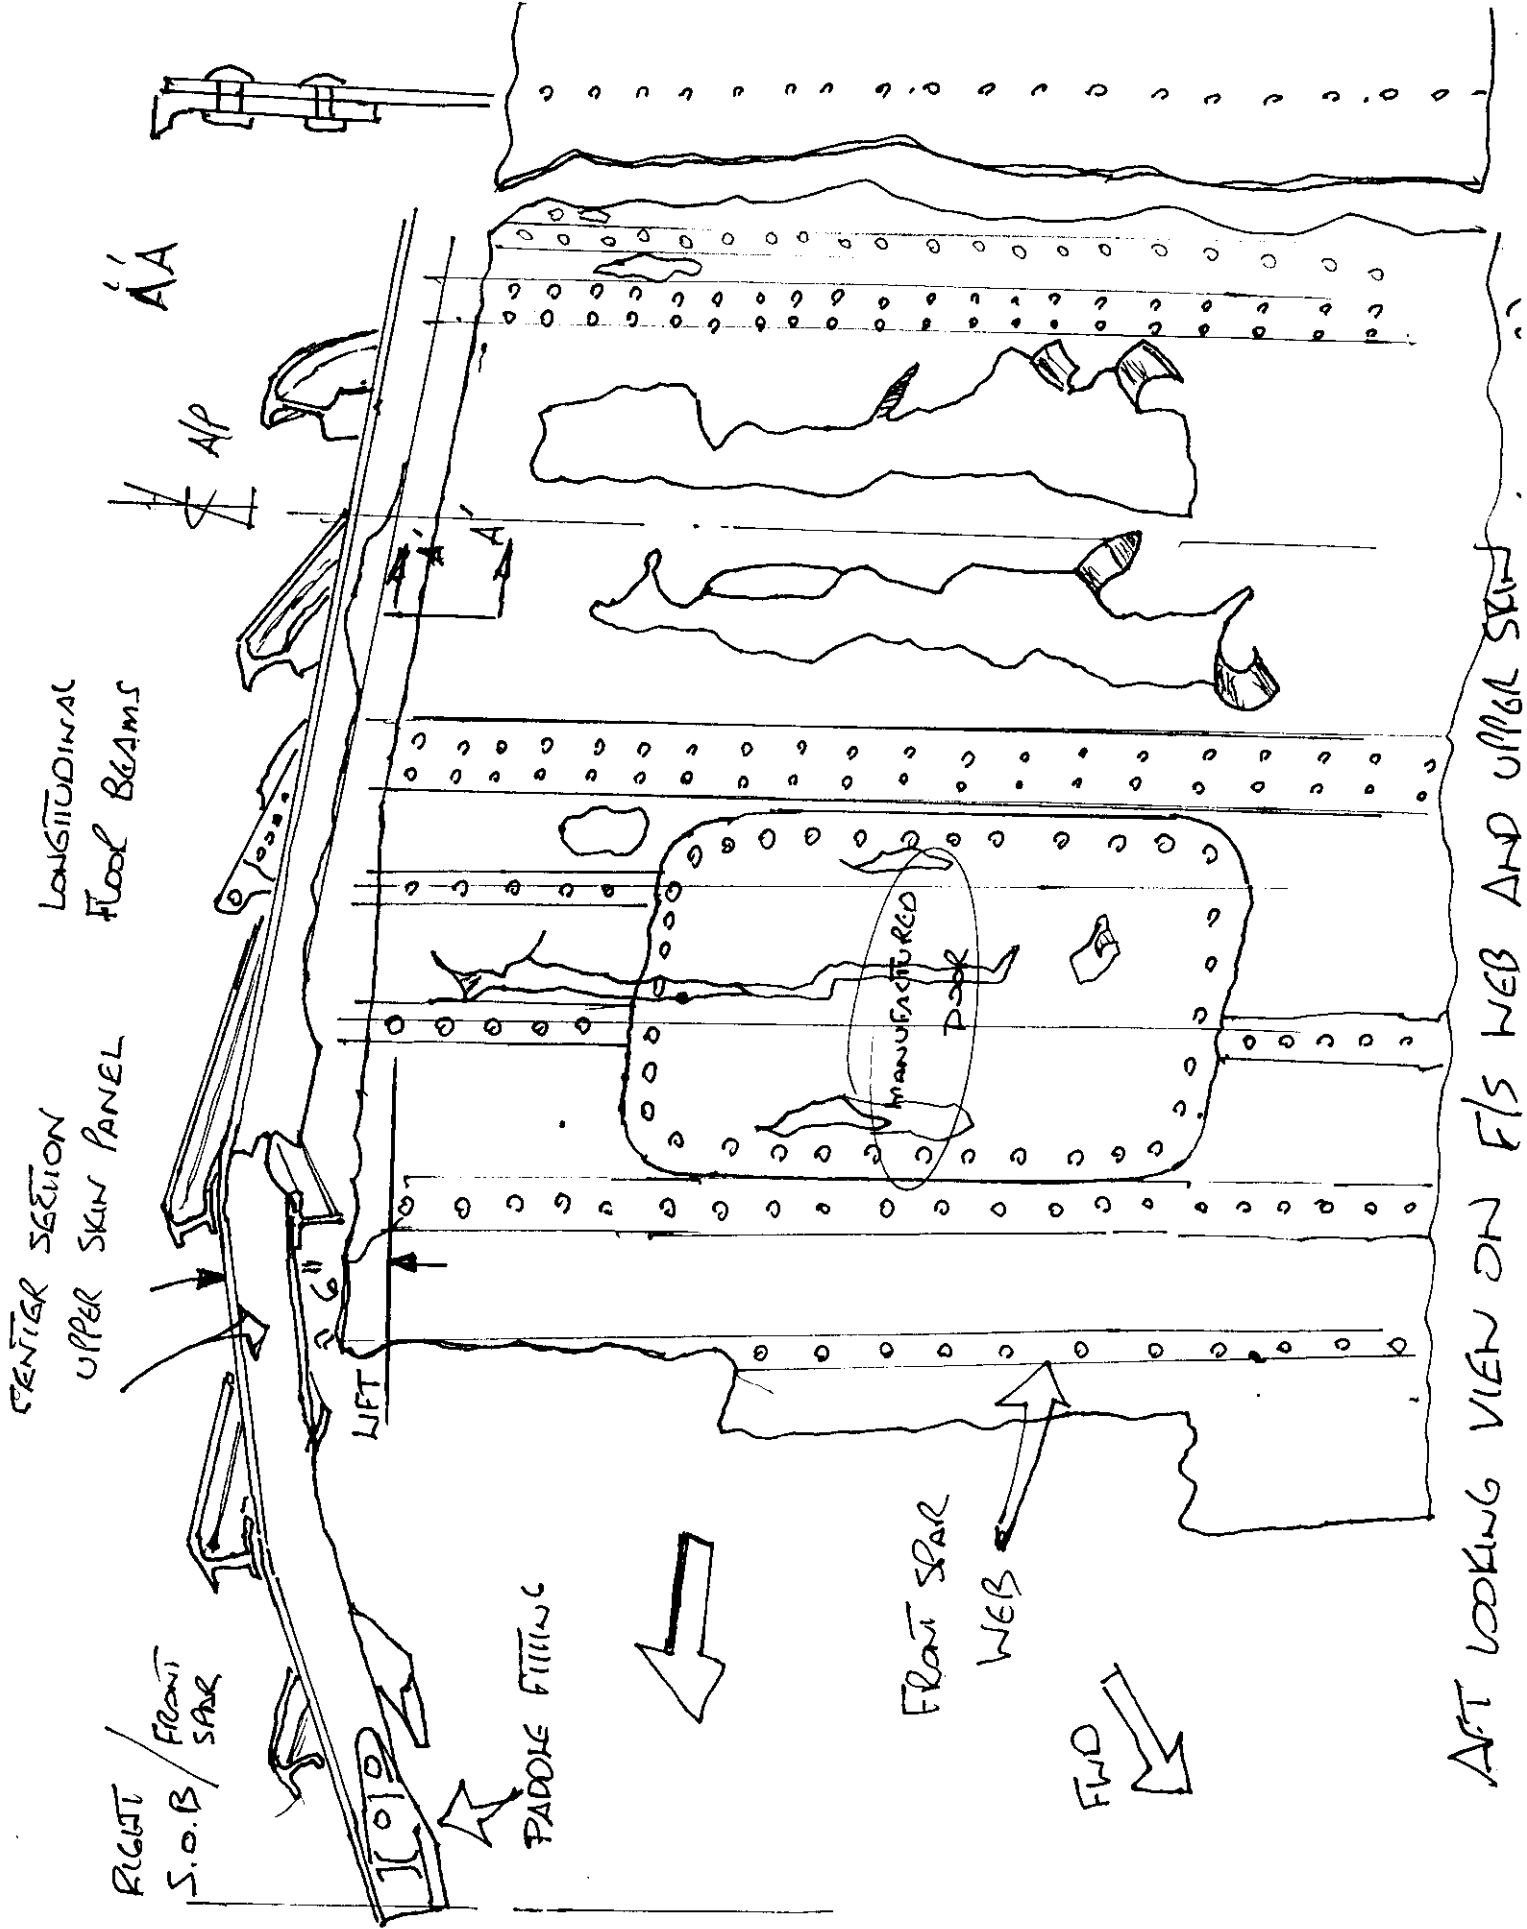 RIGHT
S.O.B / FRONT
SPAR
CENTER SECTION
UPPER SKIN PANEL
LONGITUDINAL
FLOOR BEAMS
A/P
A'A'
A'
A'
≈ 6"
LIFT
PADDLE FITTING
MANUFACTURED
DOOR
FRONT SPAR
WEB
FWD
AFT LOOKING VIEW ON F/S WEB AND UPPER SKIN